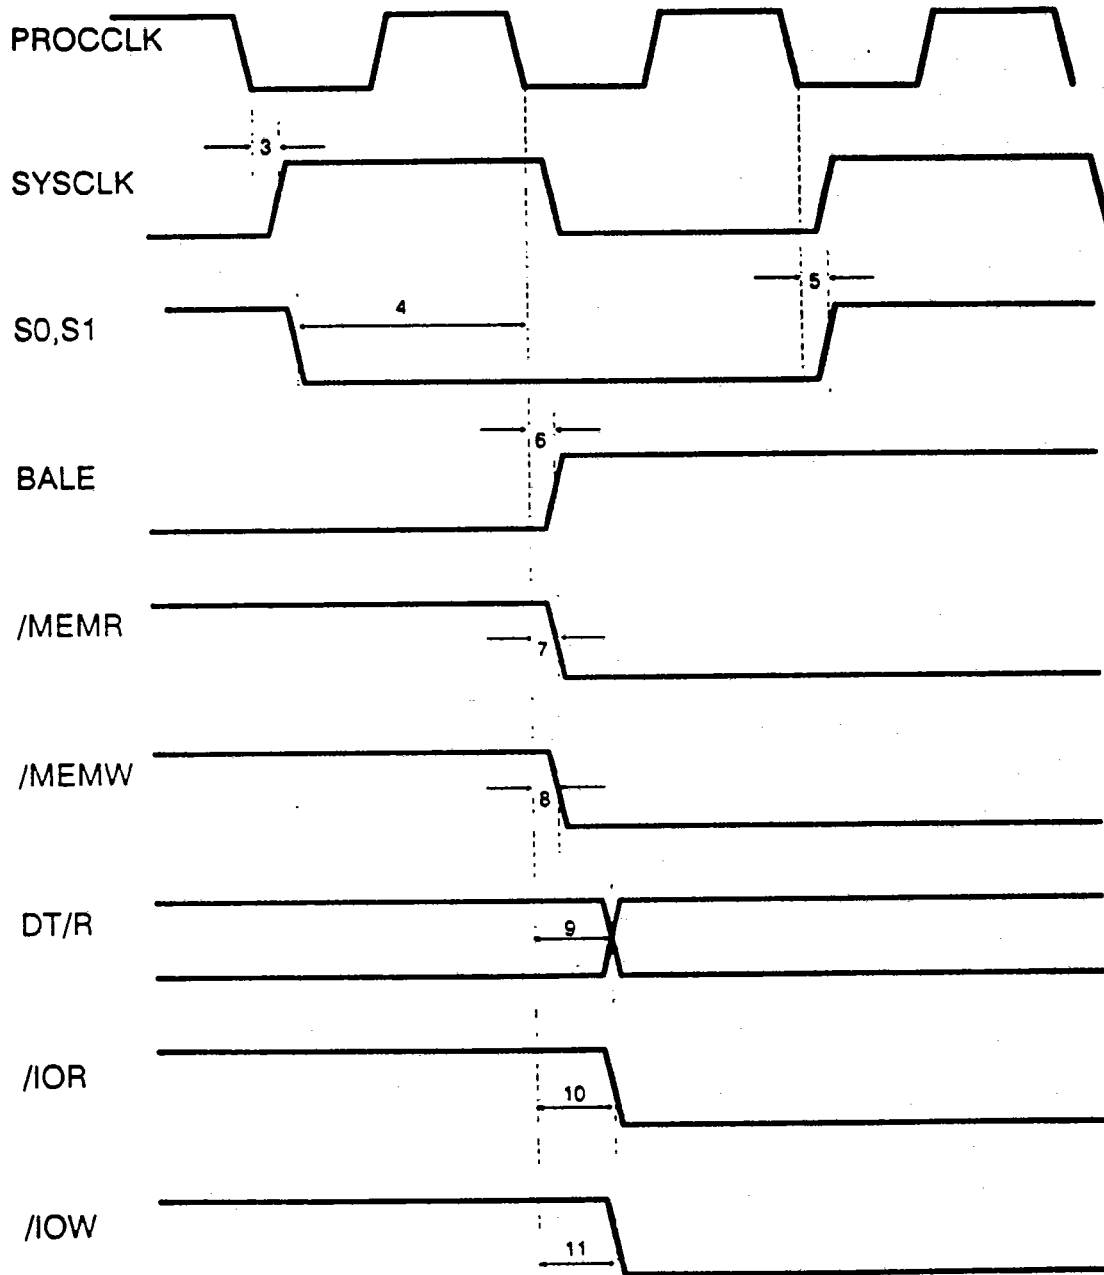 PROCCLK
3
SYSCLK
5
4
S0,S1
6
BALE
/MEMR
7
/MEMW
8
DT/R
9
/IOR
10
/IOW
11